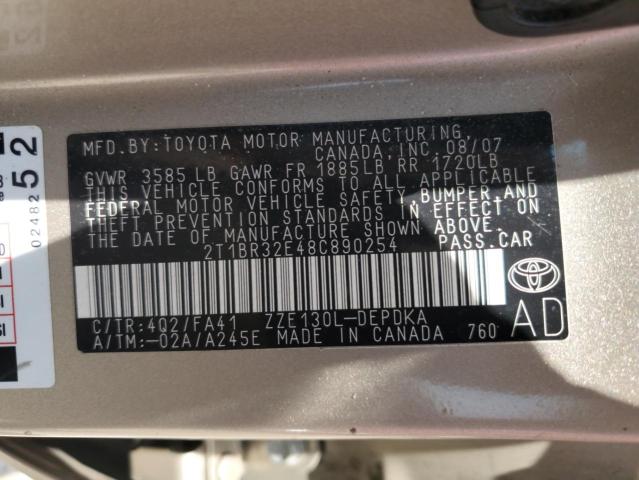 MFD.BY:TOYOTA MOTOR MANUFACTURING,
CANADA, INC. 08/07
GVWR 3585LB GAWR FR 1885LB RR 1720LB
THIS VEHICLE CONFORMS TO ALL APPLICABLE
FEDERAL MOTOR VEHICLE SAFETY, BUMPER AND
THEFT PREVENTION STANDARDS IN EFFECT ON
THE DATE OF MANUFACTURE SHOWN ABOVE.
2T1BR32E48C890254 PASS.CAR
C/TR:4Q2/FA41 ZZE130L-DEPDKA
A/TM:-02A/A245E MADE IN CANADA 760
AD
52
02482